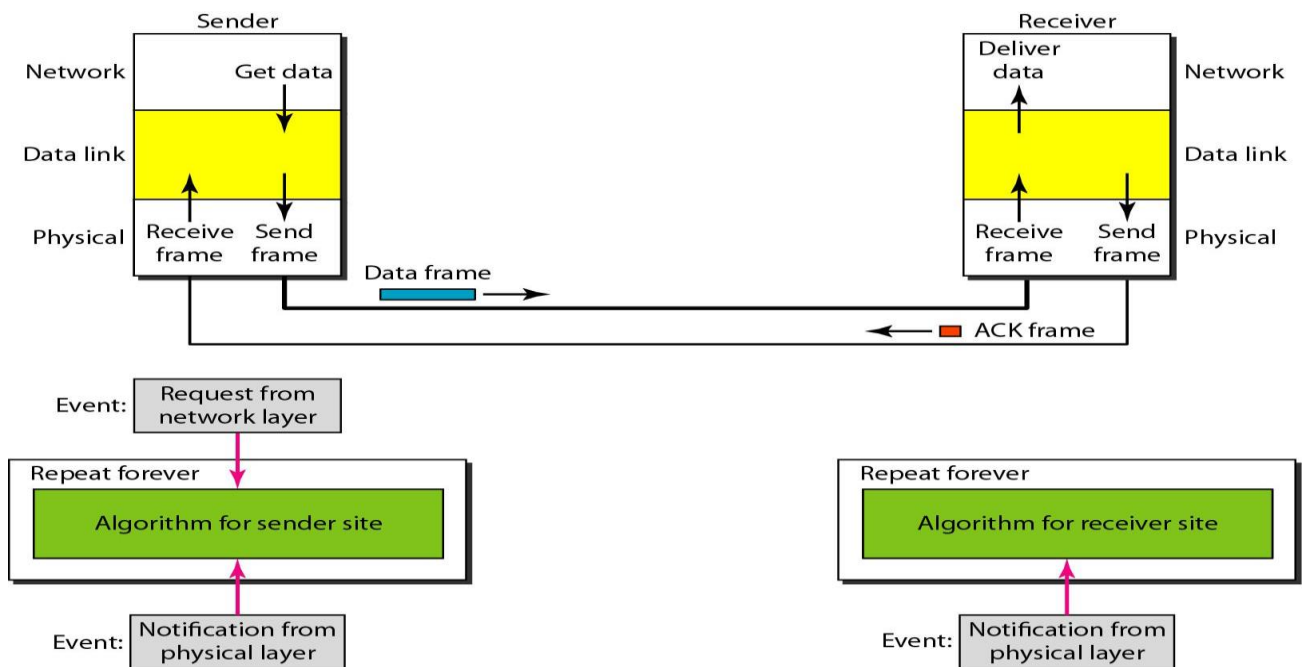 Sender
Receiver
Network
Get data
Deliver
data
Network
Data link
Data link
Physical
Receive
frame
Send
frame
Receive
frame
Send
frame
Physical
Data frame
ACK frame
Event:
Request from
network layer
Repeat forever
Algorithm for sender site
Repeat forever
Algorithm for receiver site
Event:
Notification from
physical layer
Event:
Notification from
physical layer